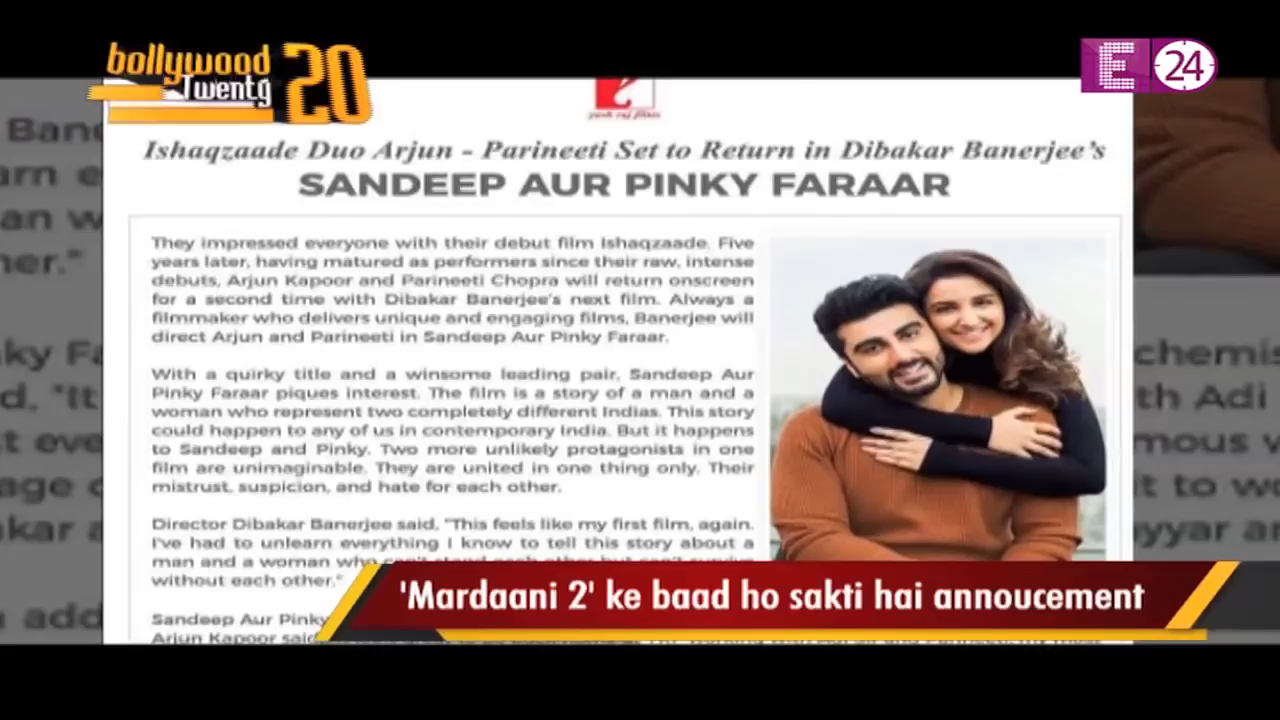 bollywood
Twenty
20
E 24
yash raj films
Ishaqzaade Duo Arjun - Parineeti Set to Return in Dibakar Banerjee's
SANDEEP AUR PINKY FARAAR
They impressed everyone with their debut film Ishaqzaade. Five
years later, having matured as performers since their raw, intense
debuts, Arjun Kapoor and Parineeti Chopra will return onscreen
for a second time with Dibakar Banerjee's next film. Always a
filmmaker who delivers unique and engaging films, Banerjee will
direct Arjun and Parineeti in Sandeep Aur Pinky Faraar.
With a quirky title and a winsome leading pair, Sandeep Aur
Pinky Faraar piques interest. The film is a story of a man and a
woman who represent two completely different Indias. This story
could happen to any of us in contemporary India. But it happens
to Sandeep and Pinky. Two more unlikely protagonists in one
film are unimaginable. They are united in one thing only. Their
mistrust, suspicion, and hate for each other.
Director Dibakar Banerjee said, "This feels like my first film, again.
I've had to unlearn everything I know to tell this story about a
man and a woman who can't stand each other but can't survive
without each other."
Sandeep Aur Pinky
Arjun Kapoor said
'Mardaani 2' ke baad ho sakti hai annoucement